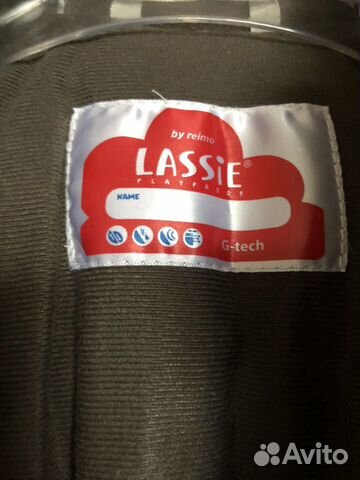 by reima
LASSiE®
PLAYPROOF
NAME
G-tech
Avito